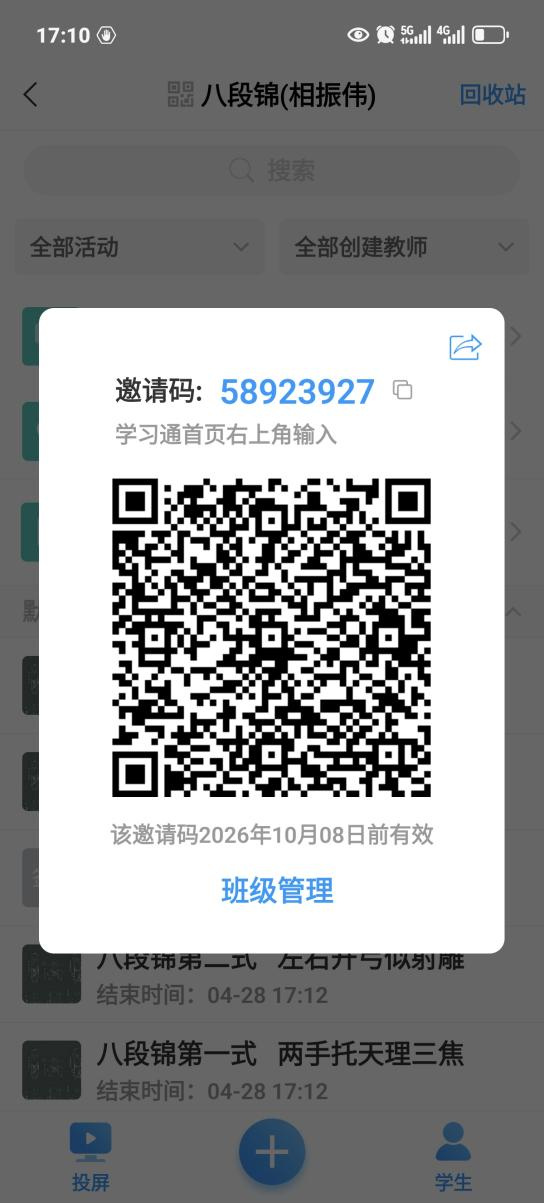 17:10
5G 4G
八段锦(相振伟)
回收站
搜索
全部活动
全部创建教师
邀请码: 58923927
学习通首页右上角输入
默
该邀请码2026年10月08日前有效
班级管理
八段锦第二式 左右开弓似射雕
结束时间：04-28 17:12
八段锦第一式 两手托天理三焦
结束时间：04-28 17:12
投屏
学生